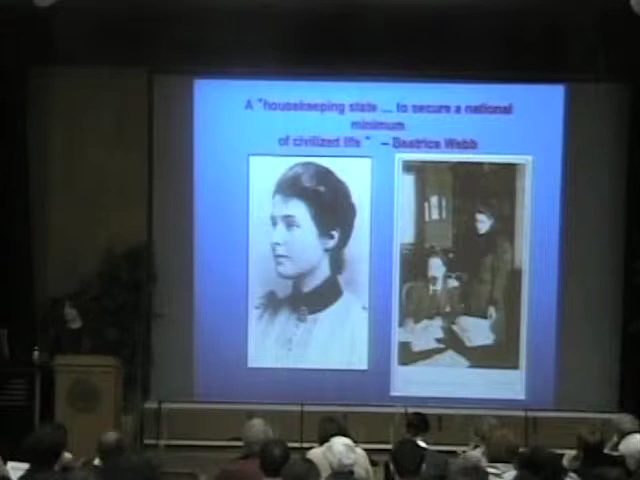 A "housekeeping state ... to secure a national
minimum
of civilized life " – Beatrice Webb